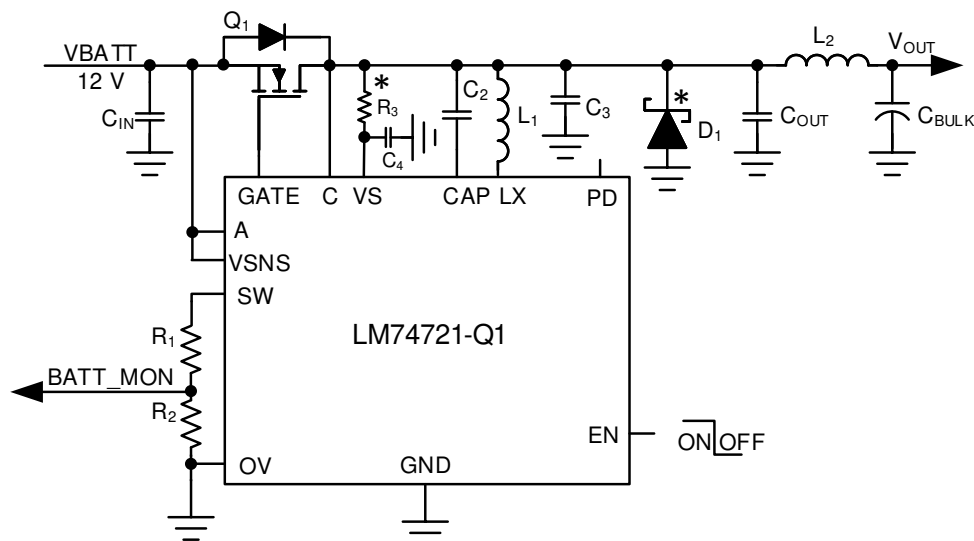 Q1
VBATT
12 V
CIN
*
R3
C4
C2
L1
C3
*
D1
COUT
L2
VOUT
CBULK
GATE C VS CAP LX PD
A
VSNS
SW
LM74721-Q1
R1
BATT_MON
R2
EN
ON OFF
OV
GND